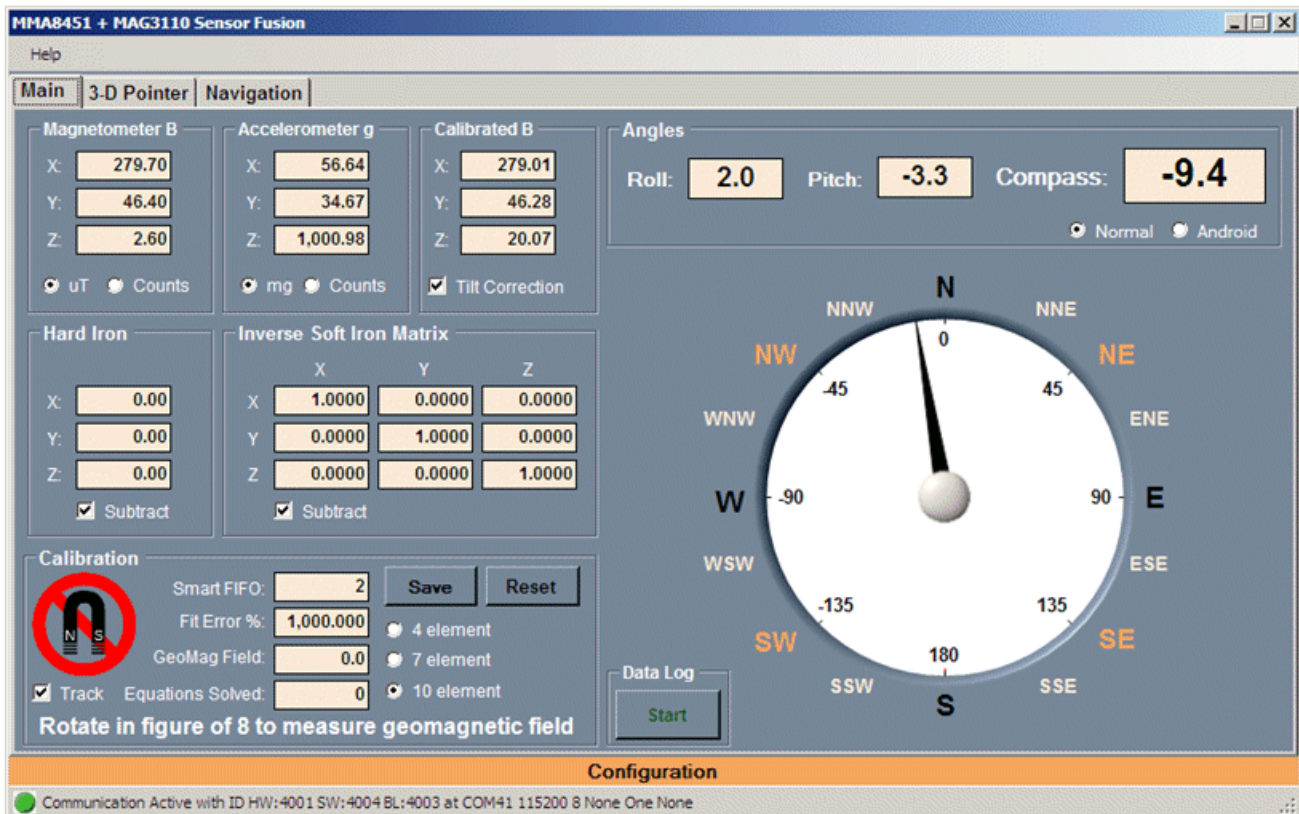 MMA8451 + MAG3110 Sensor Fusion
Help
Main 3-D Pointer Navigation
Magnetometer B
X: 279.70
Y: 46.40
Z: 2.60
uT Counts
Accelerometer g
X: 56.64
Y: 34.67
Z: 1,000.98
mg Counts
Calibrated B
X: 279.01
Y: 46.28
Z: 20.07
Tilt Correction
Angles
Roll: 2.0 Pitch: -3.3 Compass: -9.4
Normal Android
Hard Iron
X: 0.00
Y: 0.00
Z: 0.00
Subtract
Inverse Soft Iron Matrix
X Y Z
X 1.0000 0.0000 0.0000
Y 0.0000 1.0000 0.0000
Z 0.0000 0.0000 1.0000
Subtract
N
NNW NNE
0
NW NE
-45 45
WNW ENE
W -90 90 E
WSW ESE
-135 135
SW SE
180
SSW SSE
S
Calibration
N S
Smart FIFO: 2
Fit Error %: 1,000.000
GeoMag Field: 0.0
Track Equations Solved: 0
Save Reset
4 element
7 element
10 element
Rotate in figure of 8 to measure geomagnetic field
Data Log
Start
Configuration
Communication Active with ID HW:4001 SW:4004 BL:4003 at COM41 115200 8 None One None